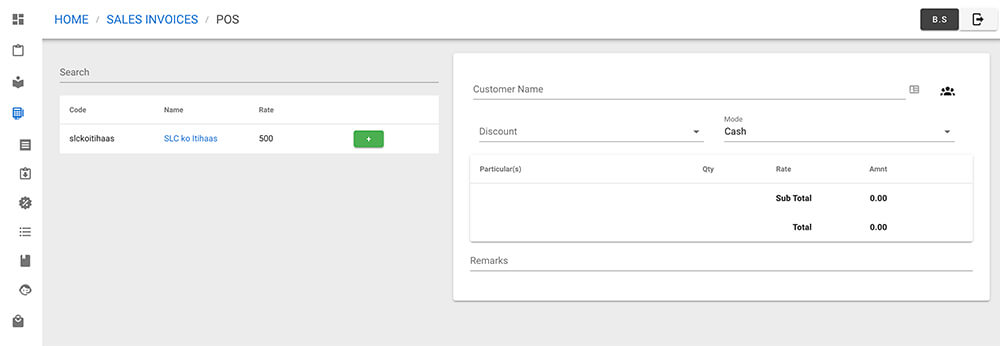 HOME / SALES INVOICES / POS
B.S
Search
Code Name Rate
slckoitihaas SLC ko Itihaas 500 +
Customer Name
Discount
Mode
Cash
Particular(s) Qty Rate Amnt
Sub Total 0.00
Total 0.00
Remarks